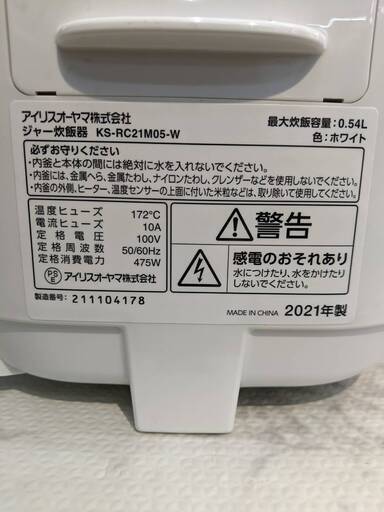 アイリスオーヤマ株式会社
ジャー炊飯器 KS-RC21M05-W
最大炊飯容量:0.54L
色:ホワイト
必ずお守りください
・内釜と本体の間には絶対に水を入れないでください。
・内釜には、金属へら、金属たわし、ナイロンたわし、クレンザーなどを使用しないでください。
・内釜の外側、ヒーター、温度センサーの上面に付いた米粒などは、取り除いて使用してください。
温度ヒューズ 172℃
電流ヒューズ 10A
定格電圧 100V
定格周波数 50/60Hz
定格消費電力 475W
PSE アイリスオーヤマ株式会社
製造番号: 211104178
警告
感電のおそれあり
水につけたり、水をかけたり
しないでください。
MADE IN CHINA 2021年製